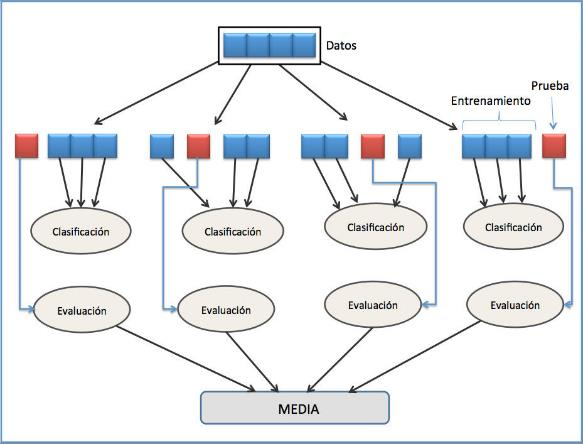 Datos
Prueba
Entrenamiento
Clasificación
Clasificación
Clasificación
Clasificación
Evaluación
Evaluación
Evaluación
Evaluación
MEDIA